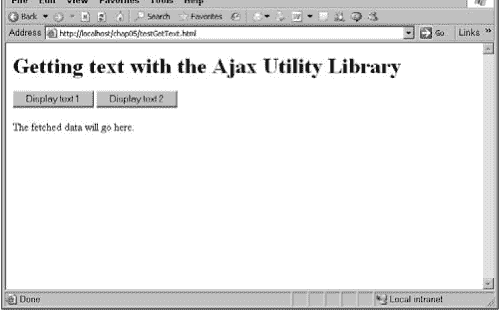 File Edit View Favorites Tools Help
Back Search Favorites
Address http://localhost/chap05/testGetText.html Go Links »
Getting text with the Ajax Utility Library
Display text 1 Display text 2
The fetched data will go here.
Done Local intranet